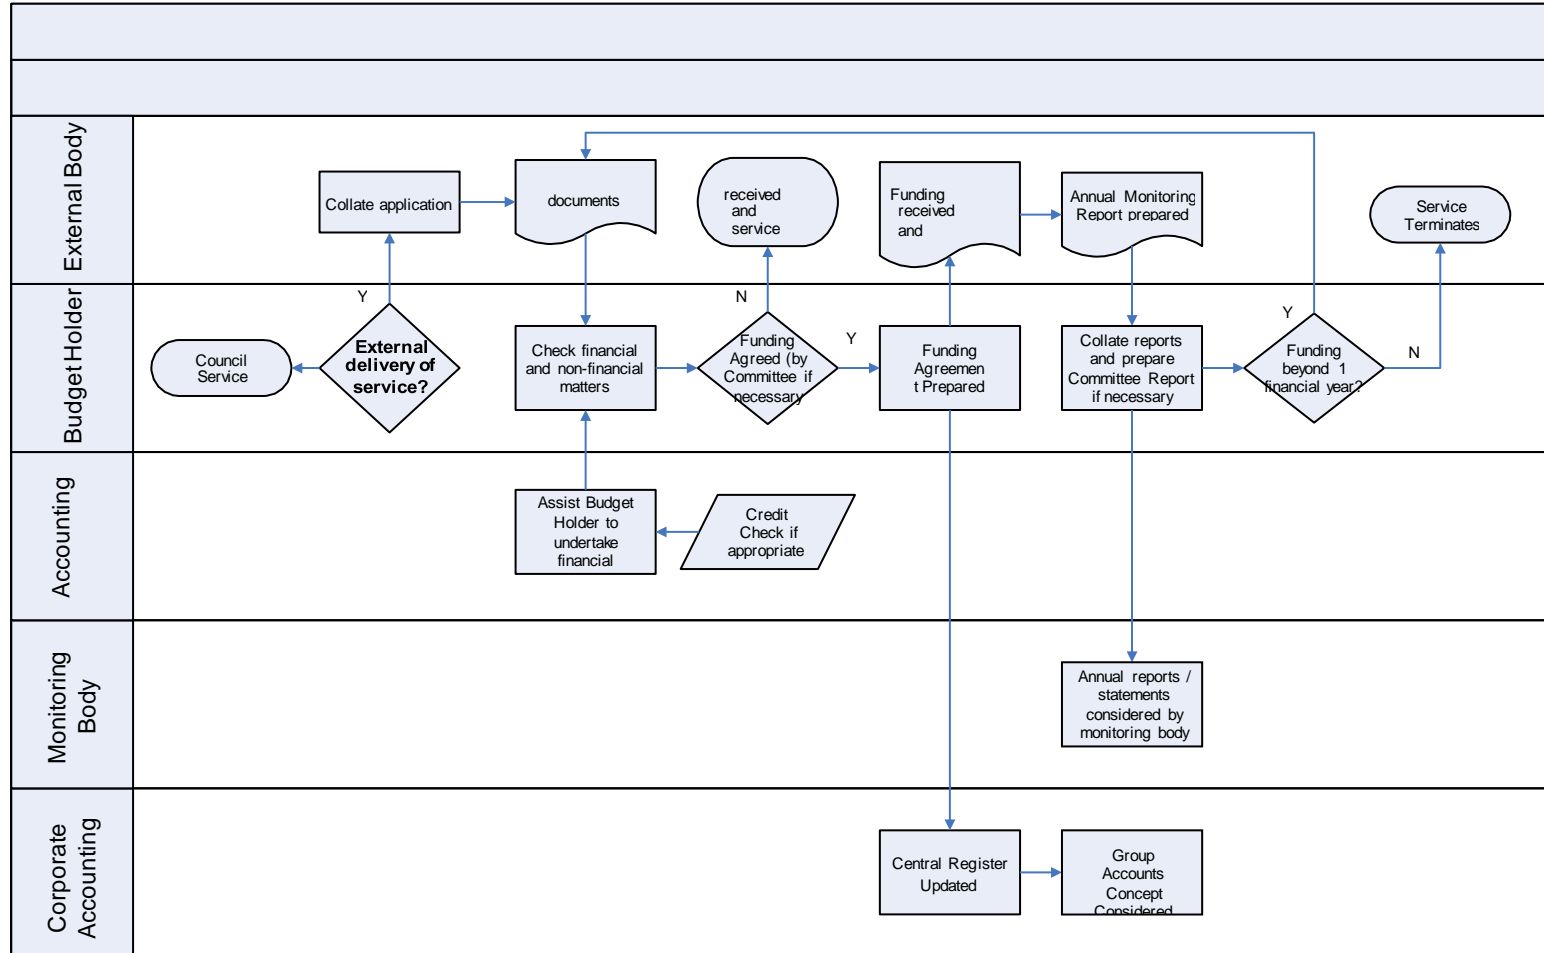 External Body
Collate application
documents
received
and
service
Funding
received
and
Annual Monitoring
Report prepared
Service
Terminates
Budget Holder
Y
N
Y
Y
N
Council
Service
External
delivery of
service?
Check financial
and non-financial
matters
Funding
Agreed (by
Committee if
necessary
Funding
Agreemen
t Prepared
Collate reports
and prepare
Committee Report
if necessary
Funding
beyond 1
financial year?
Accounting
Assist Budget
Holder to
undertake
financial
Credit
Check if
appropriate
Monitoring
Body
Annual reports /
statements
considered by
monitoring body
Corporate
Accounting
Central Register
Updated
Group
Accounts
Concept
Considered